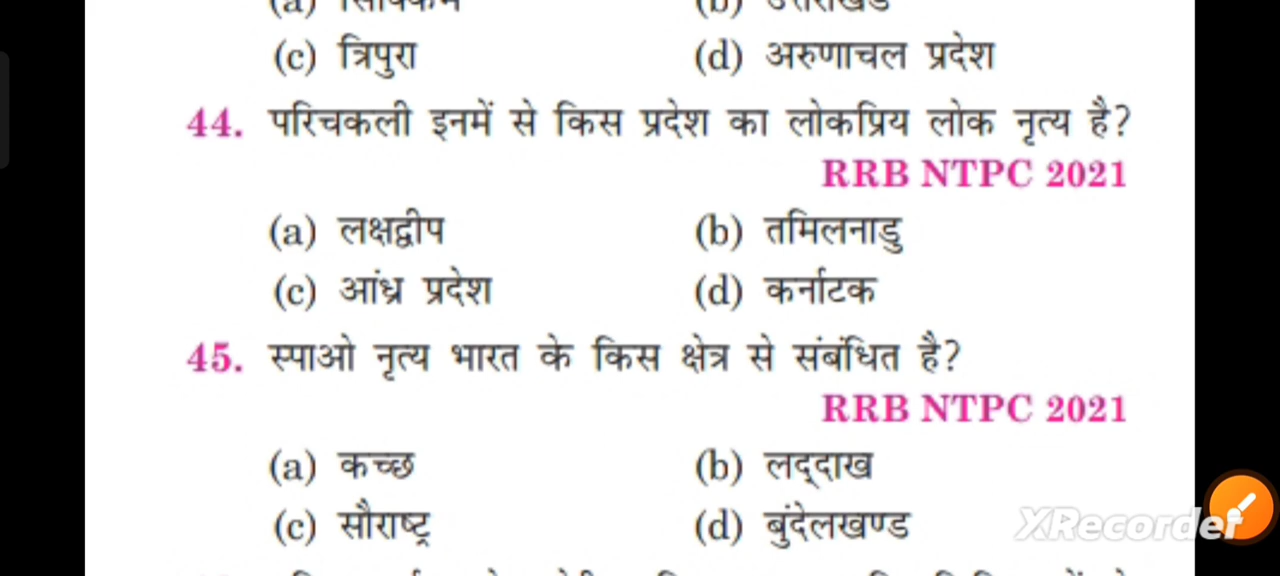 (c) त्रिपुरा (d) अरुणाचल प्रदेश
44. परिचकली इनमें से किस प्रदेश का लोकप्रिय लोक नृत्य है?
RRB NTPC 2021
(a) लक्षद्वीप (b) तमिलनाडु
(c) आंध्र प्रदेश (d) कर्नाटक
45. स्पाओ नृत्य भारत के किस क्षेत्र से संबंधित है?
RRB NTPC 2021
(a) कच्छ (b) लद्दाख
(c) सौराष्ट्र (d) बुंदेलखण्ड
XRecorder